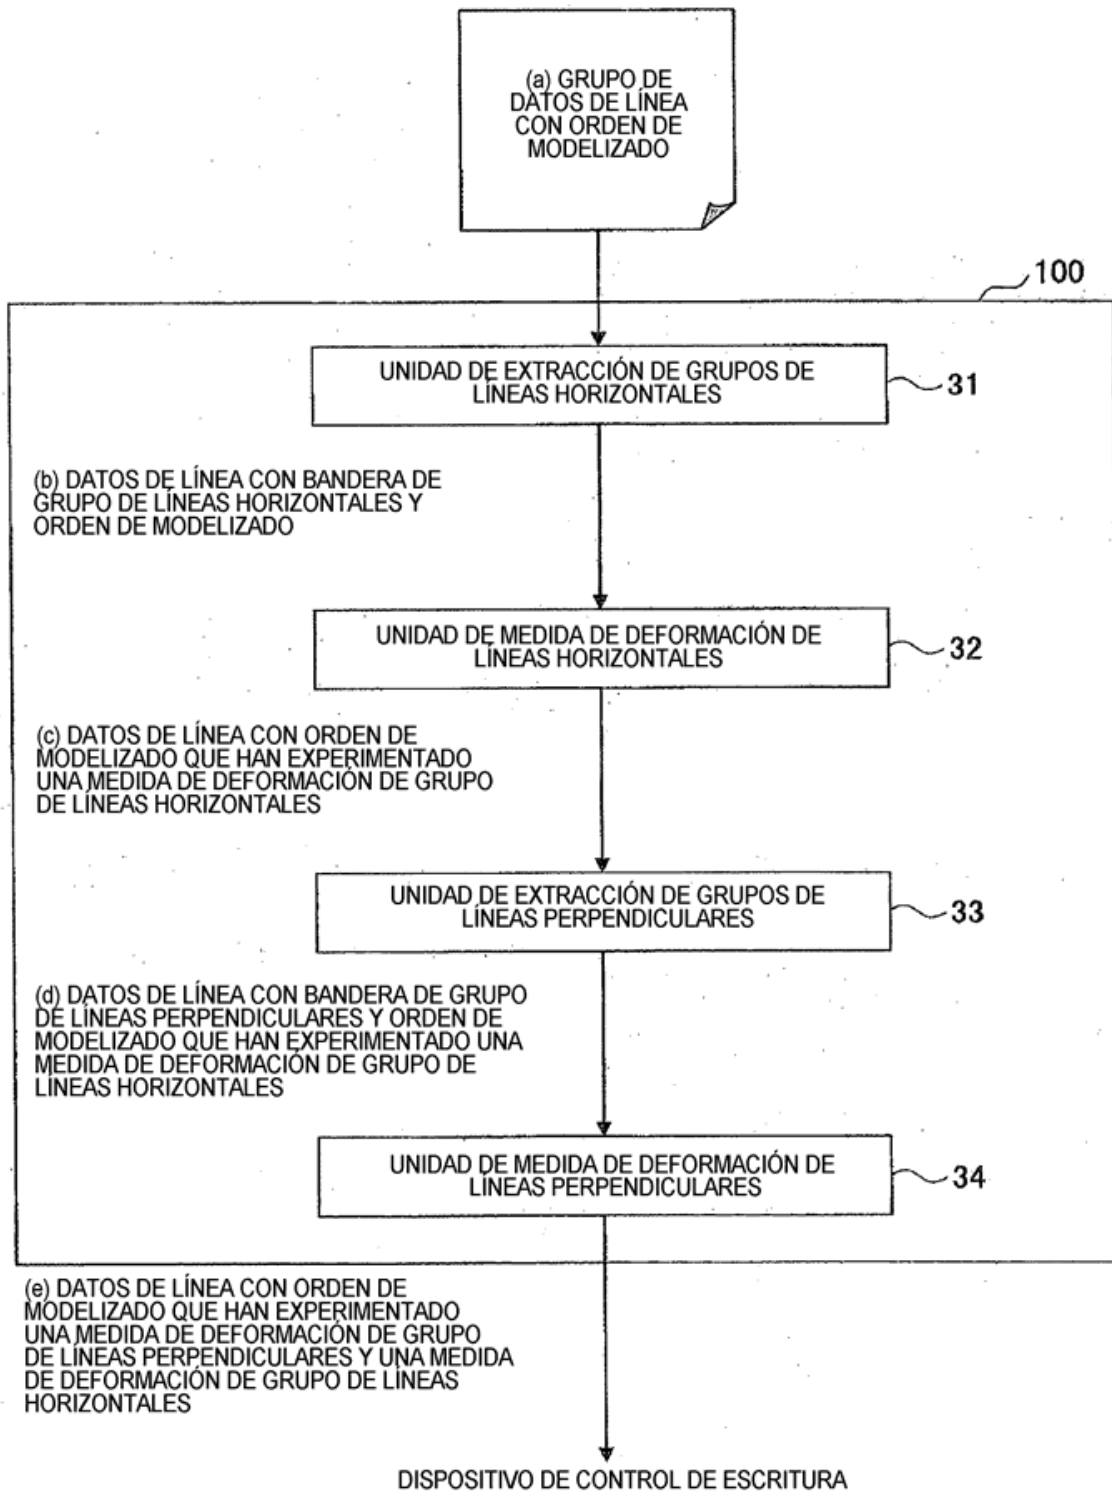 (a) GRUPO DE
DATOS DE LÍNEA
CON ORDEN DE
MODELIZADO
100
UNIDAD DE EXTRACCIÓN DE GRUPOS DE
LÍNEAS HORIZONTALES
31
(b) DATOS DE LÍNEA CON BANDERA DE
GRUPO DE LÍNEAS HORIZONTALES Y
ORDEN DE MODELIZADO
UNIDAD DE MEDIDA DE DEFORMACIÓN DE
LÍNEAS HORIZONTALES
32
(c) DATOS DE LÍNEA CON ORDEN DE
MODELIZADO QUE HAN EXPERIMENTADO
UNA MEDIDA DE DEFORMACIÓN DE GRUPO
DE LÍNEAS HORIZONTALES
UNIDAD DE EXTRACCIÓN DE GRUPOS DE
LÍNEAS PERPENDICULARES
33
(d) DATOS DE LÍNEA CON BANDERA DE GRUPO
DE LÍNEAS PERPENDICULARES Y ORDEN DE
MODELIZADO QUE HAN EXPERIMENTADO UNA
MEDIDA DE DEFORMACIÓN DE GRUPO DE
LÍNEAS HORIZONTALES
UNIDAD DE MEDIDA DE DEFORMACIÓN DE
LÍNEAS PERPENDICULARES
34
(e) DATOS DE LÍNEA CON ORDEN DE
MODELIZADO QUE HAN EXPERIMENTADO
UNA MEDIDA DE DEFORMACIÓN DE GRUPO
DE LÍNEAS PERPENDICULARES Y UNA MEDIDA
DE DEFORMACIÓN DE GRUPO DE LÍNEAS
HORIZONTALES
DISPOSITIVO DE CONTROL DE ESCRITURA